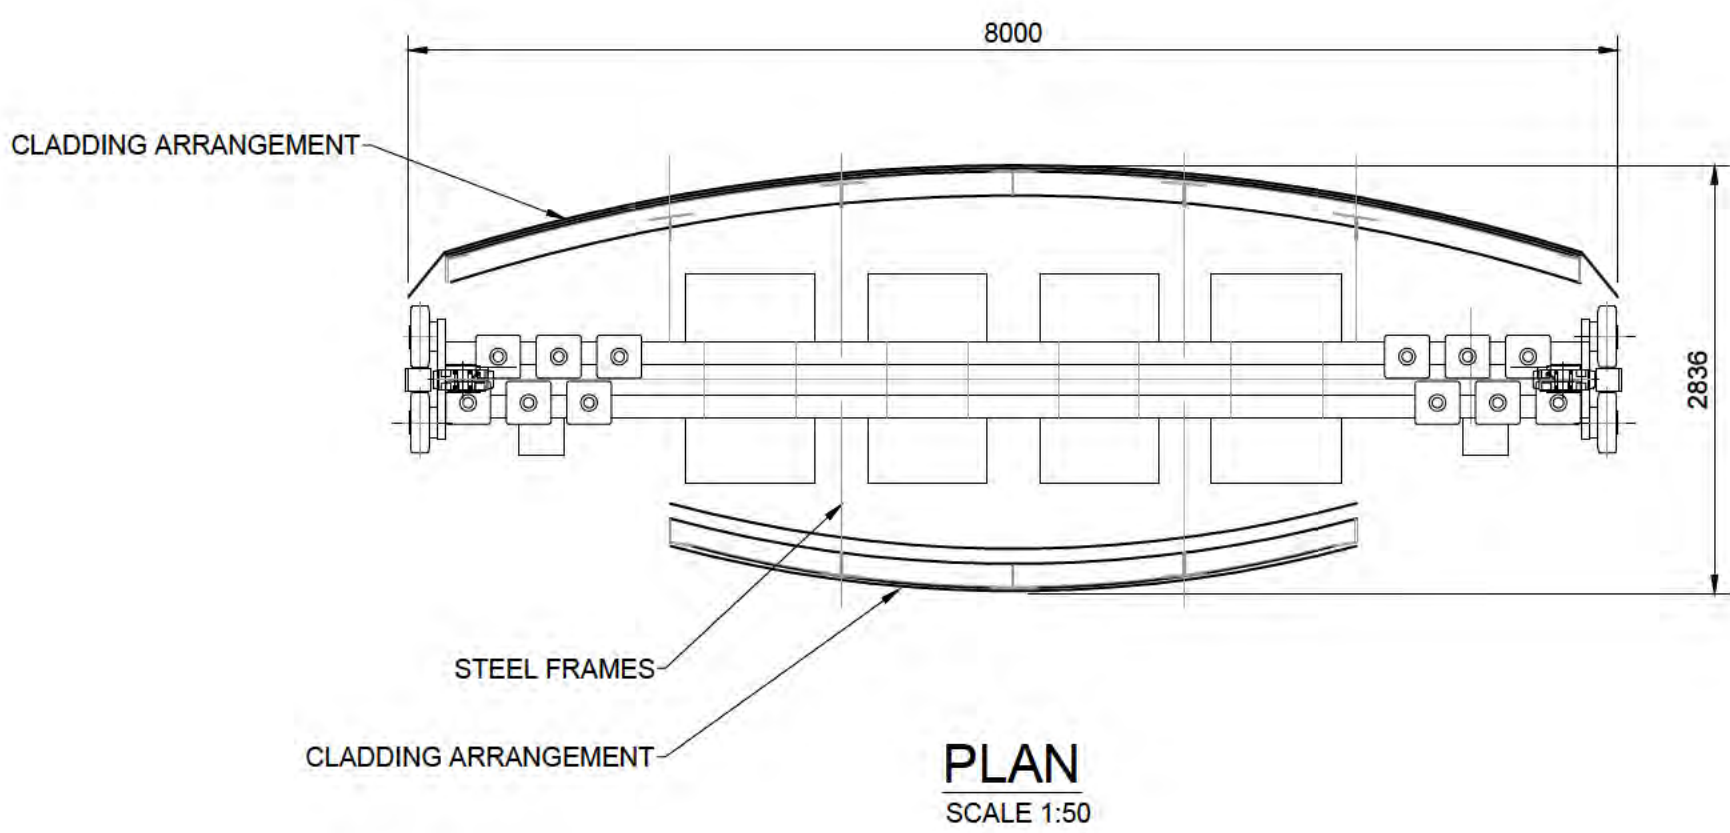 8000
CLADDING ARRANGEMENT
2836
STEEL FRAMES
CLADDING ARRANGEMENT
PLAN
SCALE 1:50